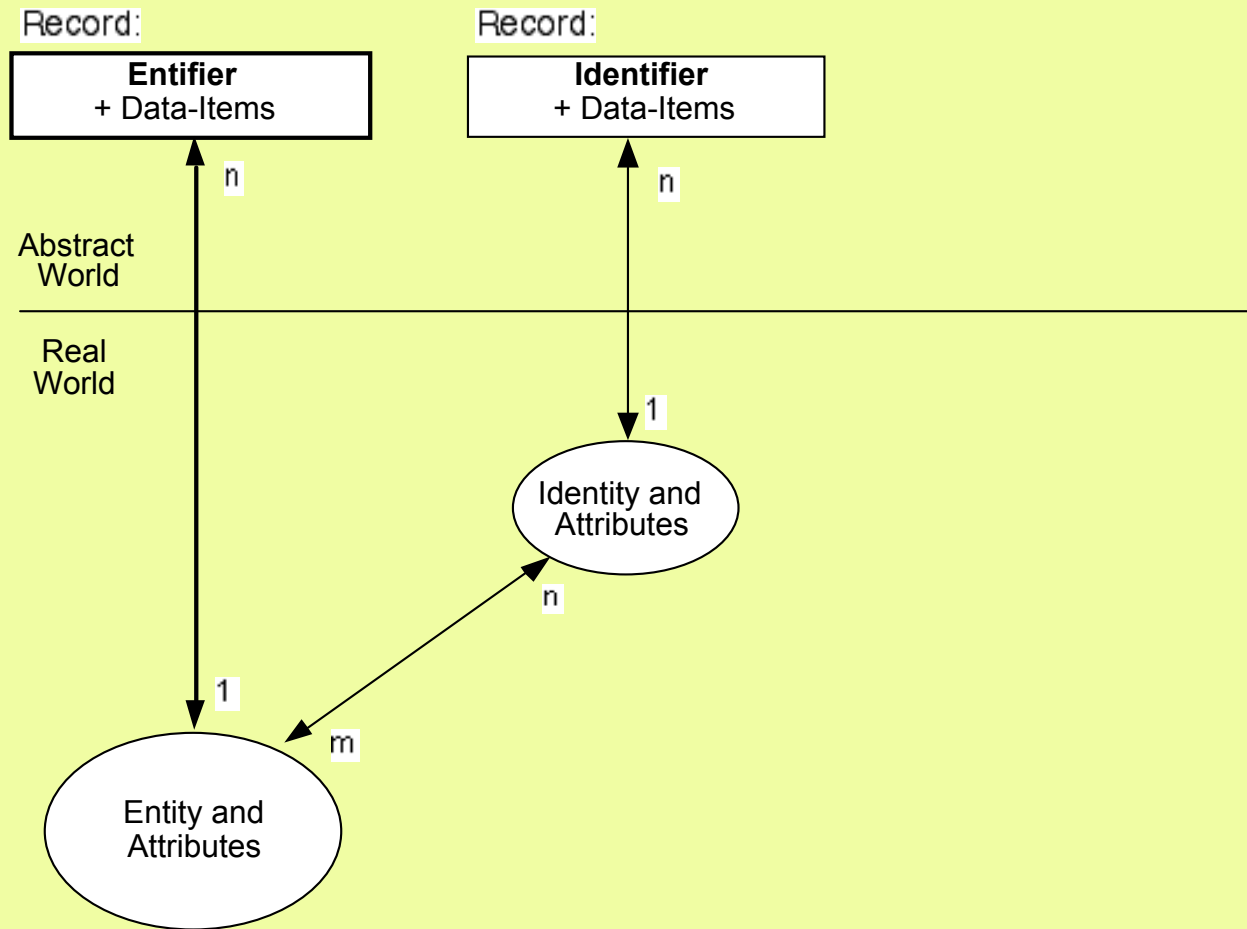 Record:
Record:
Entifier
+ Data-Items
Identifier
+ Data-Items
n
n
Abstract
World
Real
World
1
Identity and
Attributes
n
1
m
Entity and
Attributes